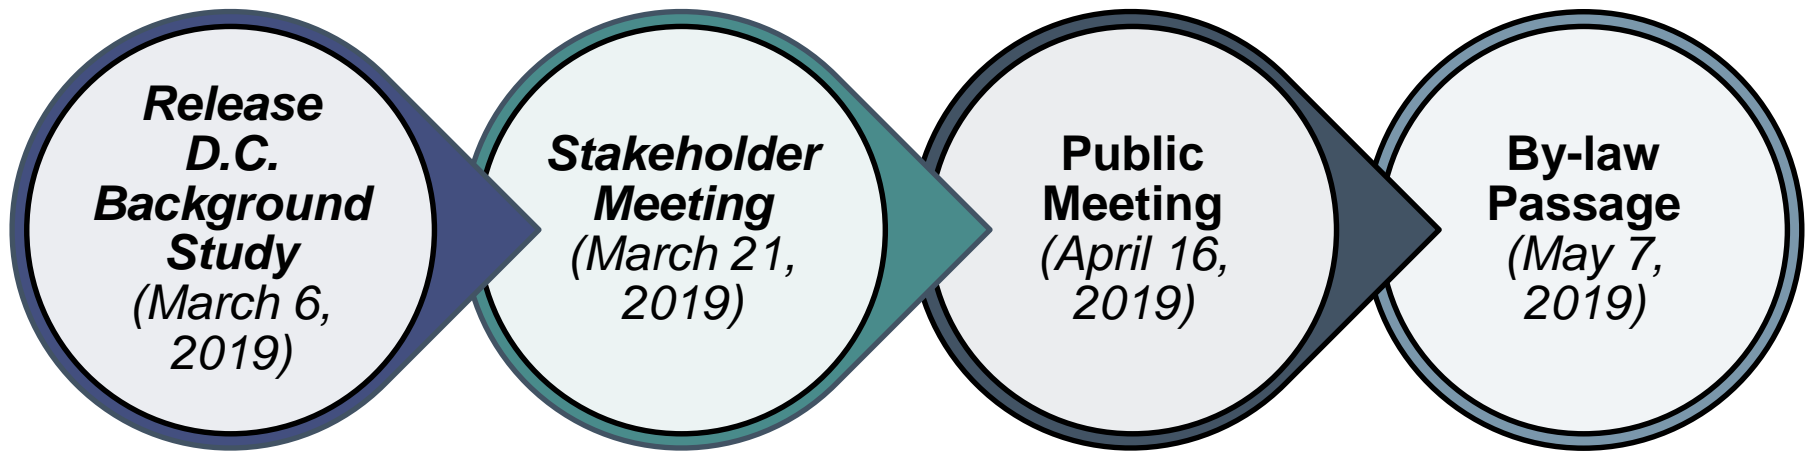 Release
D.C.
Background
Study
(March 6,
2019)
Stakeholder
Meeting
(March 21,
2019)
Public
Meeting
(April 16,
2019)
By-law
Passage
(May 7,
2019)